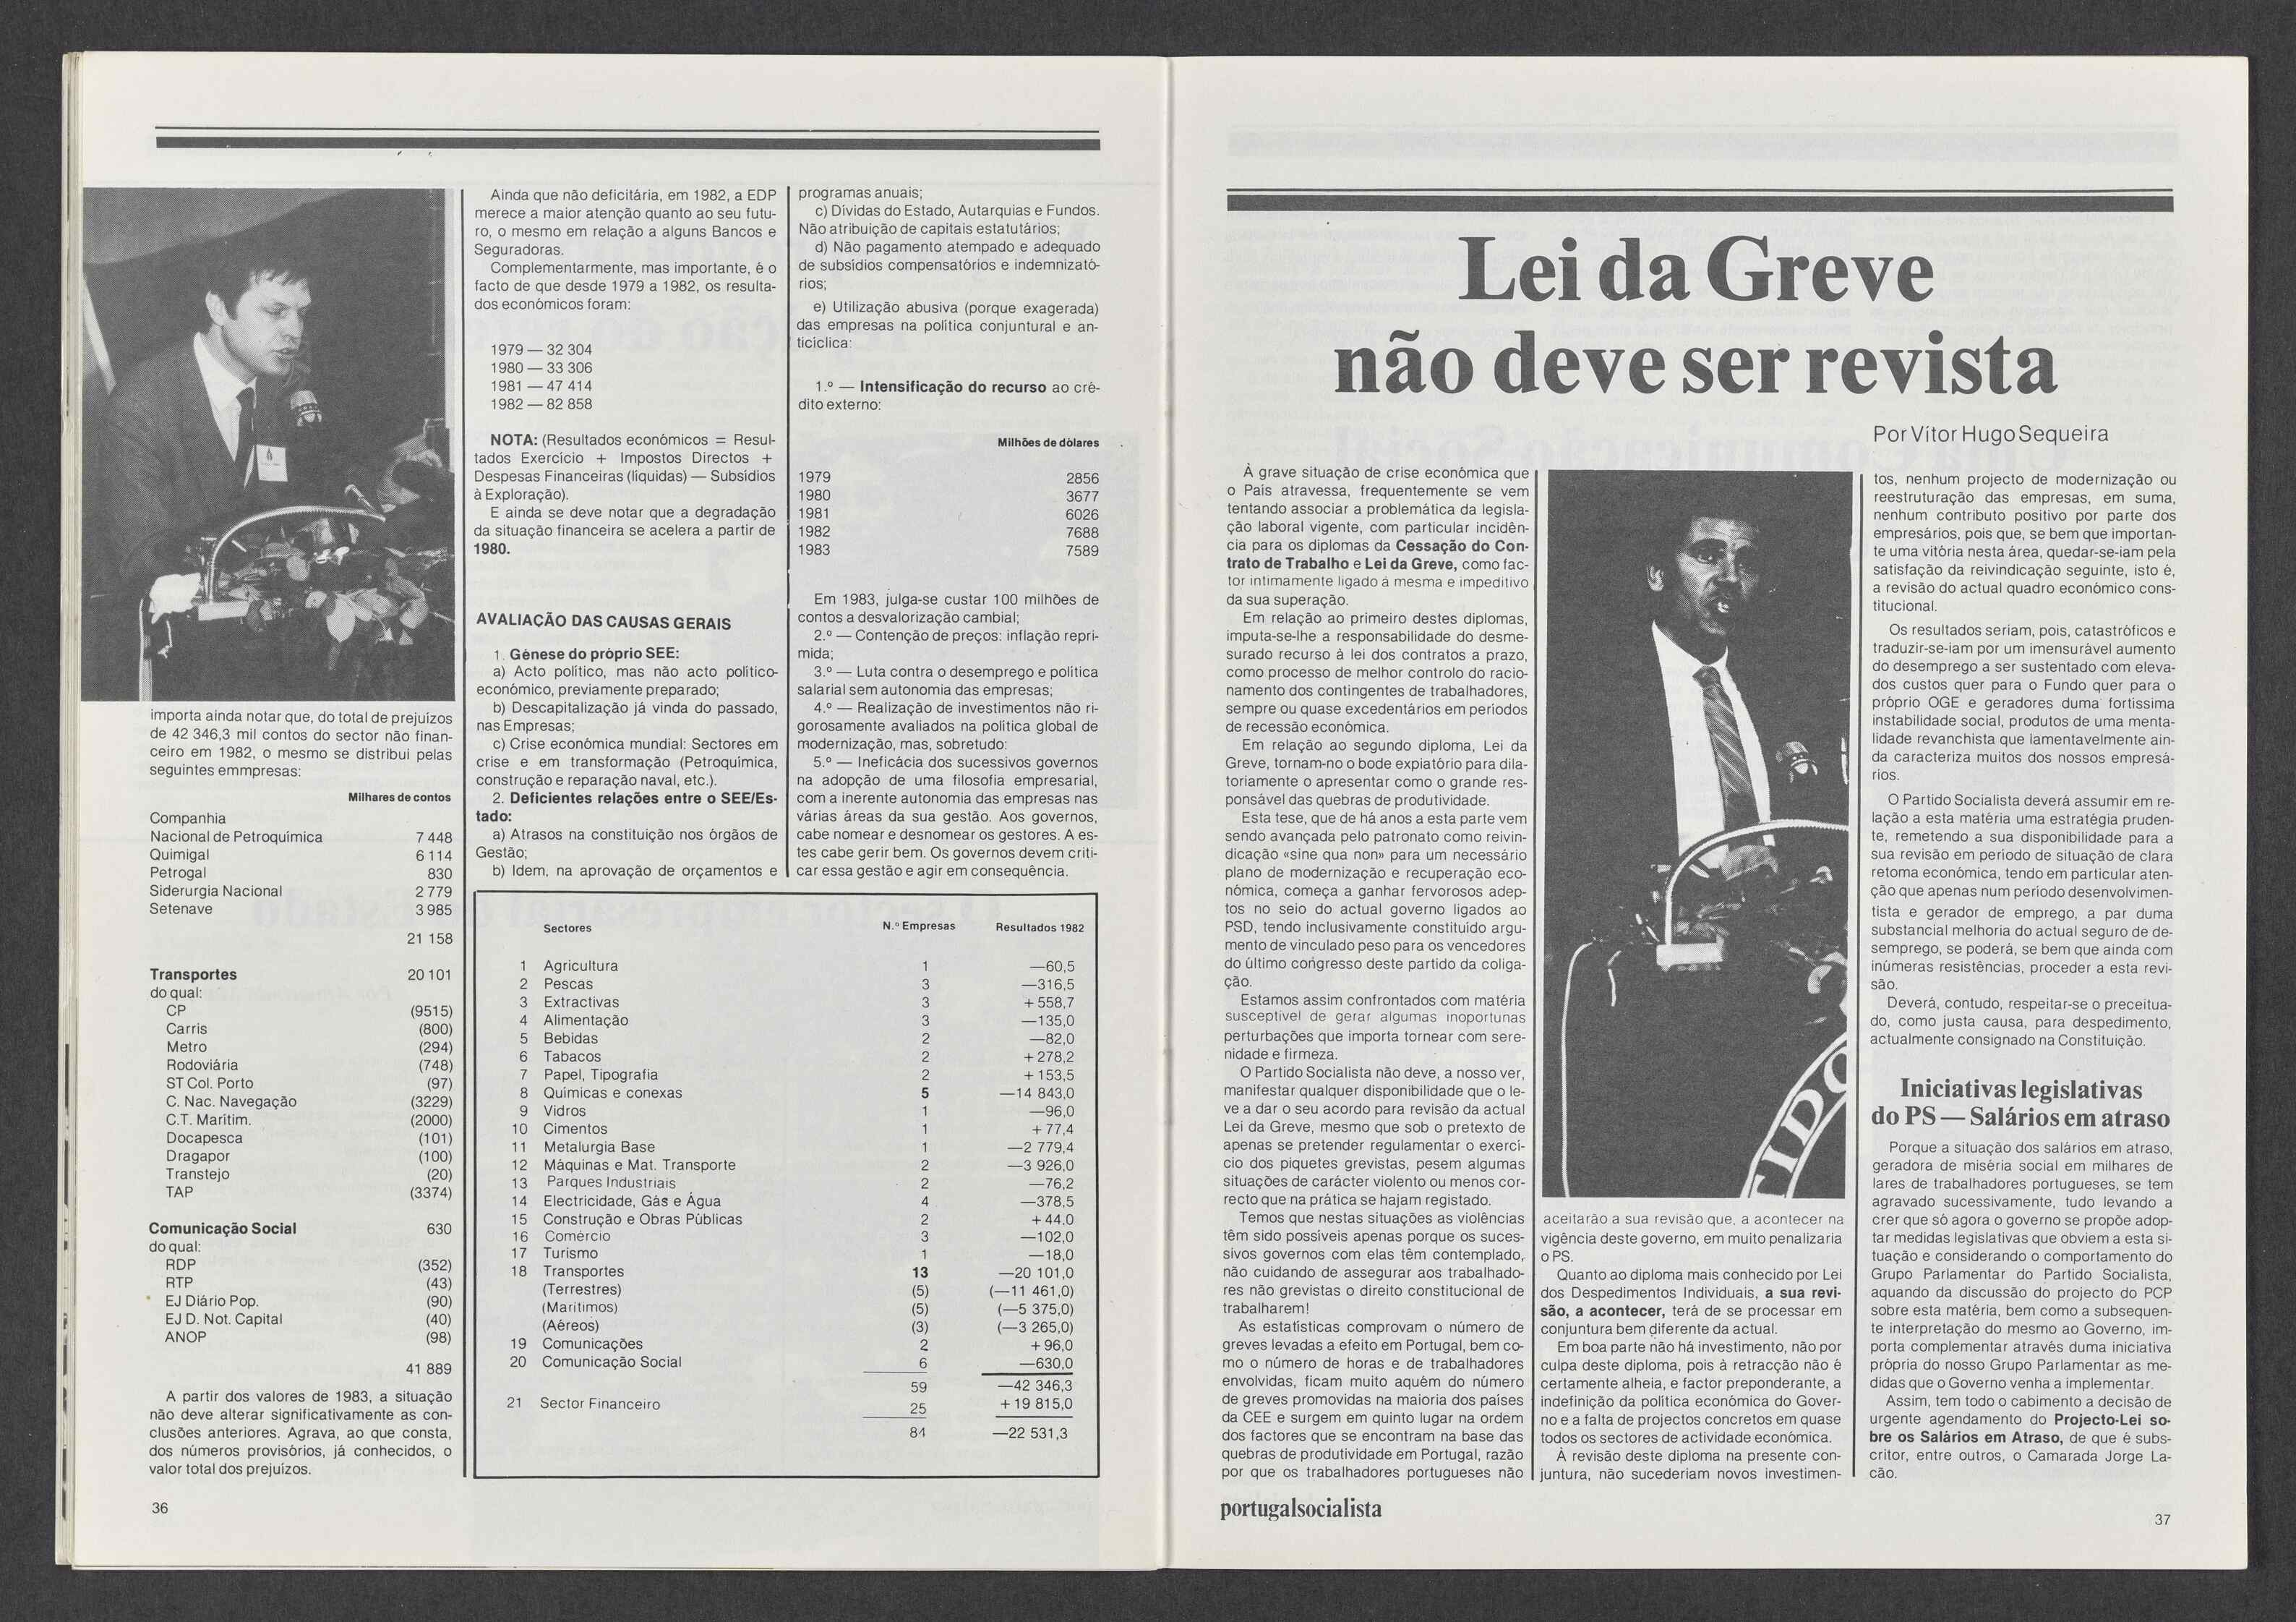 importa ainda notar que, do total de prejuízos
de 42 346,3 mil contos do sector não finan-
ceiro em 1982, o mesmo se distribui pelas
seguintes emmpresas:
Milhares de contos
Companhia
Nacional de Petroquímica 7 448
Quimigal 6 114
Petrogal 830
Siderurgia Nacional 2 779
Setenave 3 985
21 158
Transportes 20 101
do qual:
CP (9515)
Carris (800)
Metro (294)
Rodoviária (748)
ST Col. Porto (97)
C. Nac. Navegação (3229)
C.T. Marítim. (2000)
Docapesca (101)
Dragapor (100)
Transtejo (20)
TAP (3374)
Comunicação Social 630
do qual:
RDP (352)
RTP (43)
EJ Diário Pop. (90)
EJ D. Not. Capital (40)
ANOP (98)
41 889
A partir dos valores de 1983, a situação
não deve alterar significativamente as con-
clusões anteriores. Agrava, ao que consta,
dos números provisórios, já conhecidos, o
valor total dos prejuízos.
36
Ainda que não deficitária, em 1982, a EDP
merece a maior atenção quanto ao seu futu-
ro, o mesmo em relação a alguns Bancos e
Seguradoras.
Complementarmente, mas importante, é o
facto de que desde 1979 a 1982, os resulta-
dos económicos foram:
1979 — 32 304
1980 — 33 306
1981 — 47 414
1982 — 82 858
NOTA: (Resultados económicos = Resul-
tados Exercício + Impostos Directos +
Despesas Financeiras (líquidas) — Subsídios
à Exploração).
E ainda se deve notar que a degradação
da situação financeira se acelera a partir de
1980.
AVALIAÇÃO DAS CAUSAS GERAIS
1. Génese do próprio SEE:
a) Acto político, mas não acto político-
económico, previamente preparado;
b) Descapitalização já vinda do passado,
nas Empresas;
c) Crise económica mundial: Sectores em
crise e em transformação (Petroquímica,
construção e reparação naval, etc.).
2. Deficientes relações entre o SEE/Es-
tado:
a) Atrasos na constituição nos órgãos de
Gestão;
b) Idem, na aprovação de orçamentos e
programas anuais;
c) Dívidas do Estado, Autarquias e Fundos.
Não atribuição de capitais estatutários;
d) Não pagamento atempado e adequado
de subsídios compensatórios e indemnizató-
rios;
e) Utilização abusiva (porque exagerada)
das empresas na política conjuntural e an-
ticíclica:
1.º — Intensificação do recurso ao cré-
dito externo:
Milhões de dólares
1979 2856
1980 3677
1981 6026
1982 7688
1983 7589
Em 1983, julga-se custar 100 milhões de
contos a desvalorização cambial;
2.º — Contenção de preços: inflação repri-
mida;
3.º — Luta contra o desemprego e política
salarial sem autonomia das empresas;
4.º — Realização de investimentos não ri-
gorosamente avaliados na política global de
modernização, mas, sobretudo:
5.º — Ineficácia dos sucessivos governos
na adopção de uma filosofia empresarial,
com a inerente autonomia das empresas nas
várias áreas da sua gestão. Aos governos,
cabe nomear e desnomear os gestores. A es-
tes cabe gerir bem. Os governos devem criti-
car essa gestão e agir em consequência.
Sectores N.º Empresas Resultados 1982
1 Agricultura 1 —60,5
2 Pescas 3 —316,5
3 Extractivas 3 +558,7
4 Alimentação 3 —135,0
5 Bebidas 2 —82,0
6 Tabacos 2 +278,2
7 Papel, Tipografia 2 +153,5
8 Químicas e conexas 5 —14 843,0
9 Vidros 1 —96,0
10 Cimentos 1 +77,4
11 Metalurgia Base 1 —2 779,4
12 Máquinas e Mat. Transporte 2 —3 926,0
13 Parques Industriais 2 —76,2
14 Electricidade, Gás e Água 4 —378,5
15 Construção e Obras Públicas 2 +44.0
16 Comércio 3 —102,0
17 Turismo 1 —18,0
18 Transportes 13 —20 101,0
(Terrestres) (5) (—11 461,0)
(Marítimos) (5) (—5 375,0)
(Aéreos) (3) (—3 265,0)
19 Comunicações 2 +96,0
20 Comunicação Social 6 —630,0
59 —42 346,3
21 Sector Financeiro 25 +19 815,0
84 —22 531,3
Lei da Greve
não deve ser revista
Por Vítor Hugo Sequeira
À grave situação de crise económica que
o País atravessa, frequentemente se vem
tentando associar a problemática da legisla-
ção laboral vigente, com particular incidên-
cia para os diplomas da Cessação do Con-
trato de Trabalho e Lei da Greve, como fac-
tor intimamente ligado à mesma e impeditivo
da sua superação.
Em relação ao primeiro destes diplomas,
imputa-se-lhe a responsabilidade do desme-
surado recurso à lei dos contratos a prazo,
como processo de melhor controlo do racio-
namento dos contingentes de trabalhadores,
sempre ou quase excedentários em períodos
de recessão económica.
Em relação ao segundo diploma, Lei da
Greve, tornam-no o bode expiatório para dila-
toriamente o apresentar como o grande res-
ponsável das quebras de produtividade.
Esta tese, que de há anos a esta parte vem
sendo avançada pelo patronato como reivin-
dicação «sine qua non» para um necessário
plano de modernização e recuperação eco-
nómica, começa a ganhar fervorosos adep-
tos no seio do actual governo ligados ao
PSD, tendo inclusivamente constituído argu-
mento de vinculado peso para os vencedores
do último congresso deste partido da coliga-
ção.
Estamos assim confrontados com matéria
susceptível de gerar algumas inoportunas
perturbações que importa tornear com sere-
nidade e firmeza.
O Partido Socialista não deve, a nosso ver,
manifestar qualquer disponibilidade que o le-
ve a dar o seu acordo para revisão da actual
Lei da Greve, mesmo que sob o pretexto de
apenas se pretender regulamentar o exercí-
cio dos piquetes grevistas, pesem algumas
situações de carácter violento ou menos cor-
recto que na prática se hajam registado.
Temos que nestas situações as violências
têm sido possíveis apenas porque os suces-
sivos governos com elas têm contemplado,
não cuidando de assegurar aos trabalhado-
res não grevistas o direito constitucional de
trabalharem!
As estatísticas comprovam o número de
greves levadas a efeito em Portugal, bem co-
mo o número de horas e de trabalhadores
envolvidas, ficam muito aquém do número
de greves promovidas na maioria dos países
da CEE e surgem em quinto lugar na ordem
dos factores que se encontram na base das
quebras de produtividade em Portugal, razão
por que os trabalhadores portugueses não
TIDO
aceitarão a sua revisão que, a acontecer na
vigência deste governo, em muito penalizaria
o PS.
Quanto ao diploma mais conhecido por Lei
dos Despedimentos Individuais, a sua revi-
são, a acontecer, terá de se processar em
conjuntura bem diferente da actual.
Em boa parte não há investimento, não por
culpa deste diploma, pois à retracção não é
certamente alheia, e factor preponderante, a
indefinição da política económica do Gover-
no e a falta de projectos concretos em quase
todos os sectores de actividade económica.
À revisão deste diploma na presente con-
juntura, não sucederiam novos investimen-
tos, nenhum projecto de modernização ou
reestruturação das empresas, em suma,
nenhum contributo positivo por parte dos
empresários, pois que, se bem que importan-
te uma vitória nesta área, quedar-se-iam pela
satisfação da reivindicação seguinte, isto é,
a revisão do actual quadro económico cons-
titucional.
Os resultados seriam, pois, catastróficos e
traduzir-se-iam por um imensurável aumento
do desemprego a ser sustentado com eleva-
dos custos quer para o Fundo quer para o
próprio OGE e geradores duma fortíssima
instabilidade social, produtos de uma menta-
lidade revanchista que lamentavelmente ain-
da caracteriza muitos dos nossos empresá-
rios.
O Partido Socialista deverá assumir em re-
lação a esta matéria uma estratégia pruden-
te, remetendo a sua disponibilidade para a
sua revisão em período de situação de clara
retoma económica, tendo em particular aten-
ção que apenas num período desenvolvimen-
tista e gerador de emprego, a par duma
substancial melhoria do actual seguro de de-
semprego, se poderá, se bem que ainda com
inúmeras resistências, proceder a esta revi-
são.
Deverá, contudo, respeitar-se o preceitua-
do, como justa causa, para despedimento,
actualmente consignado na Constituição.
Iniciativas legislativas
do PS — Salários em atraso
Porque a situação dos salários em atraso,
geradora de miséria social em milhares de
lares de trabalhadores portugueses, se tem
agravado sucessivamente, tudo levando a
crer que só agora o governo se propõe adop-
tar medidas legislativas que obviem a esta si-
tuação e considerando o comportamento do
Grupo Parlamentar do Partido Socialista,
aquando da discussão do projecto do PCP
sobre esta matéria, bem como a subsequen-
te interpretação do mesmo ao Governo, im-
porta complementar através duma iniciativa
própria do nosso Grupo Parlamentar as me-
didas que o Governo venha a implementar.
Assim, tem todo o cabimento a decisão de
urgente agendamento do Projecto-Lei so-
bre os Salários em Atraso, de que é subs-
critor, entre outros, o Camarada Jorge La-
cão.
portugalsocialista
37